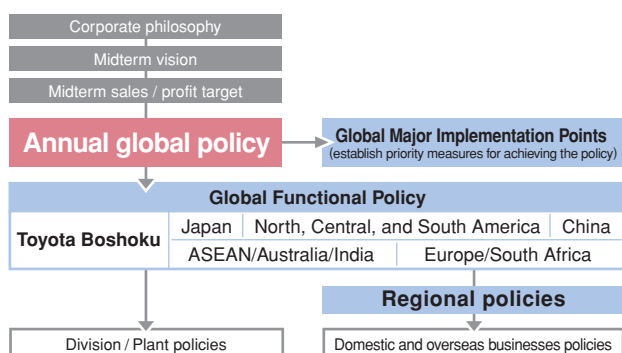 Corporate philosophy
Midterm vision
Midterm sales / profit target
Annual global policy
Global Major Implementation Points
(establish priority measures for achieving the policy)
Global Functional Policy
Toyota Boshoku
Japan
North, Central, and South America
China
ASEAN/Australia/India
Europe/South Africa
Regional policies
Division / Plant policies
Domestic and overseas businesses policies